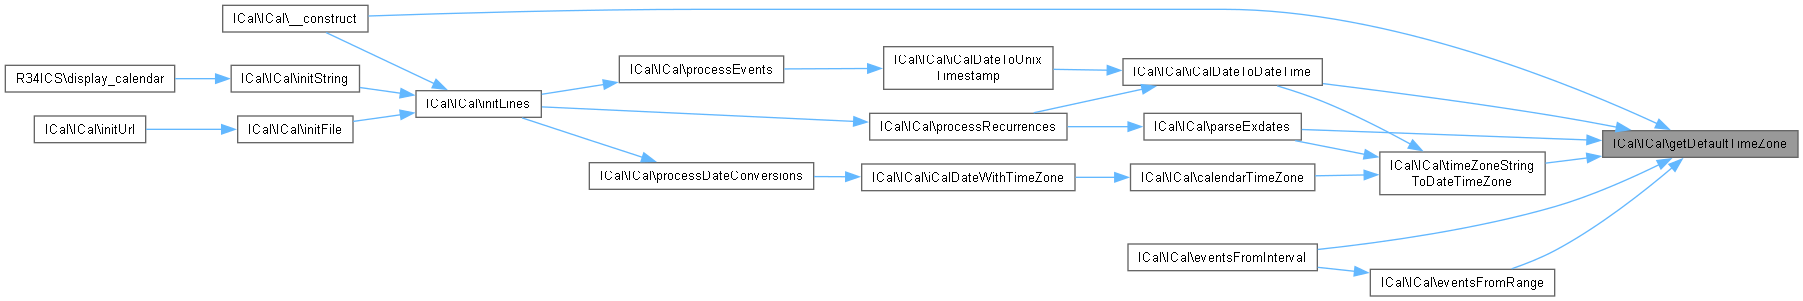 ICal\ICal\__construct
R34ICS\display_calendar
ICal\ICal\initString
ICal\ICal\initUrl
ICal\ICal\initFile
ICal\ICal\initLines
ICal\ICal\processEvents
ICal\ICal\iCalDateToUnix
Timestamp
ICal\ICal\iCalDateToDateTime
ICal\ICal\processRecurrences
ICal\ICal\parseExdates
ICal\ICal\getDefaultTimeZone
ICal\ICal\processDateConversions
ICal\ICal\iCalDateWithTimeZone
ICal\ICal\calendarTimeZone
ICal\ICal\timeZoneString
ToDateTimeZone
ICal\ICal\eventsFromInterval
ICal\ICal\eventsFromRange